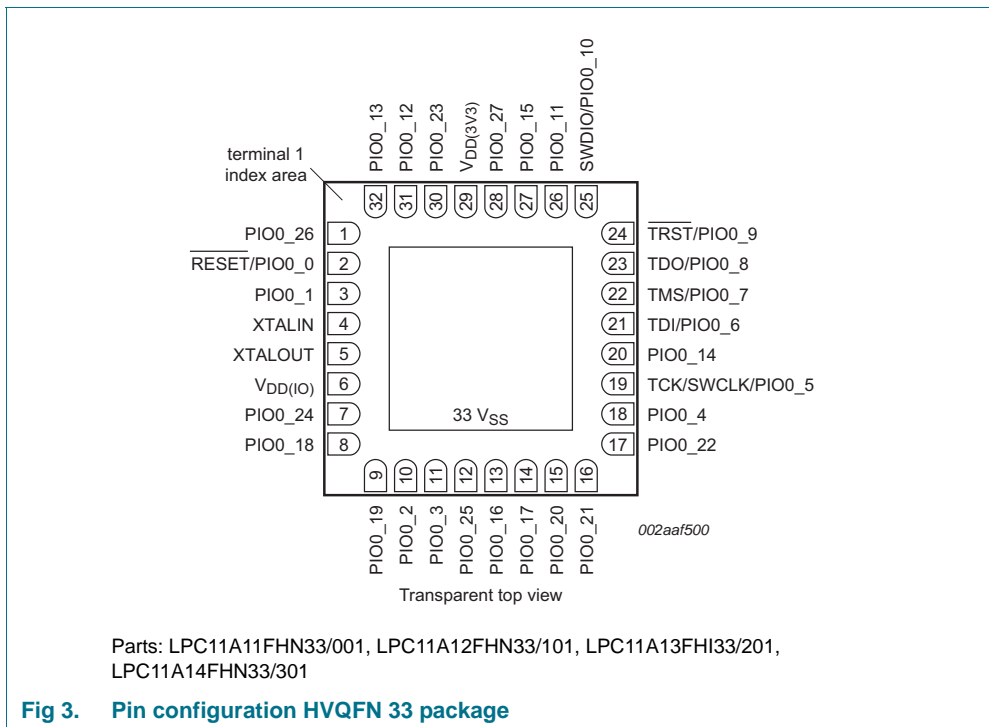 PIO0_13
PIO0_12
PIO0_23
VDD(3V3)
PIO0_27
PIO0_15
PIO0_11
SWDIO/PIO0_10
terminal 1
index area
32
31
30
29
28
27
26
25
PIO0_26 1
RESET/PIO0_0 2
PIO0_1 3
XTALIN 4
XTALOUT 5
VDD(IO) 6
PIO0_24 7
PIO0_18 8
24 TRST/PIO0_9
23 TDO/PIO0_8
22 TMS/PIO0_7
21 TDI/PIO0_6
20 PIO0_14
19 TCK/SWCLK/PIO0_5
18 PIO0_4
17 PIO0_22
33 VSS
9
10
11
12
13
14
15
16
PIO0_19
PIO0_2
PIO0_3
PIO0_25
PIO0_16
PIO0_17
PIO0_20
PIO0_21
002aaf500
Transparent top view
Parts: LPC11A11FHN33/001, LPC11A12FHN33/101, LPC11A13FHI33/201,
LPC11A14FHN33/301
Fig 3. Pin configuration HVQFN 33 package